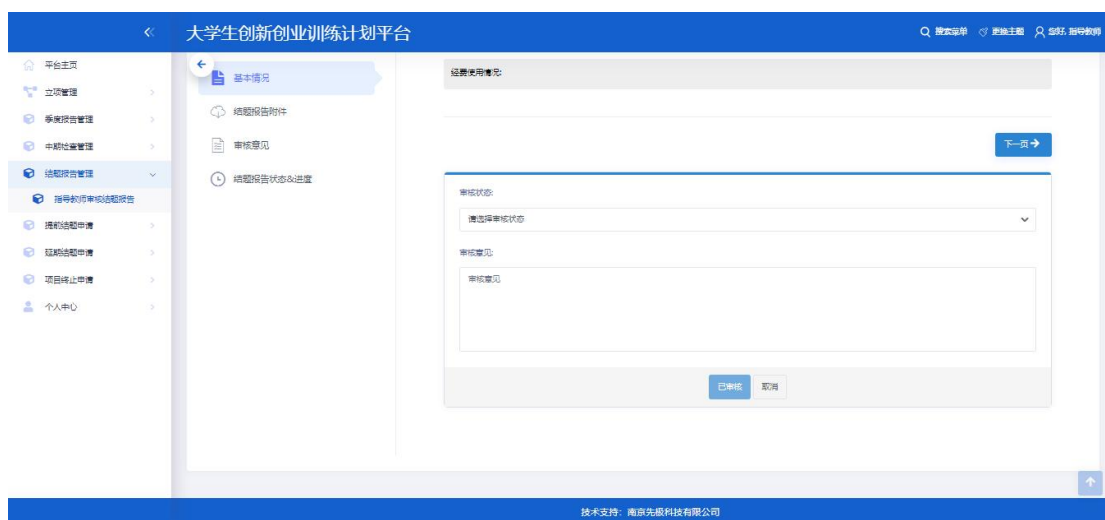 大学生创新创业训练计划平台
搜索菜单
更换主题
您好, 指导教师
平台主页
立项管理
季度报告管理
中期检查管理
结题报告管理
指导教师审核结题报告
提前结题申请
延期结题申请
项目终止申请
个人中心
基本情况
结题报告附件
审核意见
结题报告状态&进度
经费使用情况:
下一页
审核状态:
请选择审核状态
审核意见:
审核意见
已审核
取消
技术支持：南京先极科技有限公司